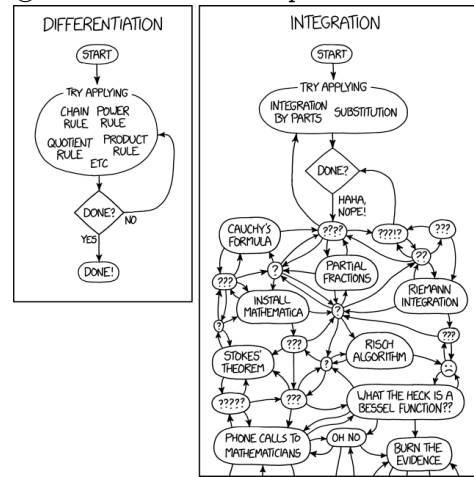 DIFFERENTIATION
START
TRY APPLYING
CHAIN RULE
POWER RULE
QUOTIENT RULE
PRODUCT RULE
ETC
DONE?
NO
YES
DONE!
INTEGRATION
START
TRY APPLYING
INTEGRATION BY PARTS
SUBSTITUTION
DONE?
HAHA, NOPE!
CAUCHY'S FORMULA
????
???!?
???
??
?
PARTIAL FRACTIONS
???
INSTALL MATHEMATICA
RIEMANN INTEGRATION
?
?
???
???
STOKES' THEOREM
?
RISCH ALGORITHM
?????
???
WHAT THE HECK IS A BESSEL FUNCTION??
PHONE CALLS TO MATHEMATICIANS
OH NO
BURN THE EVIDENCE